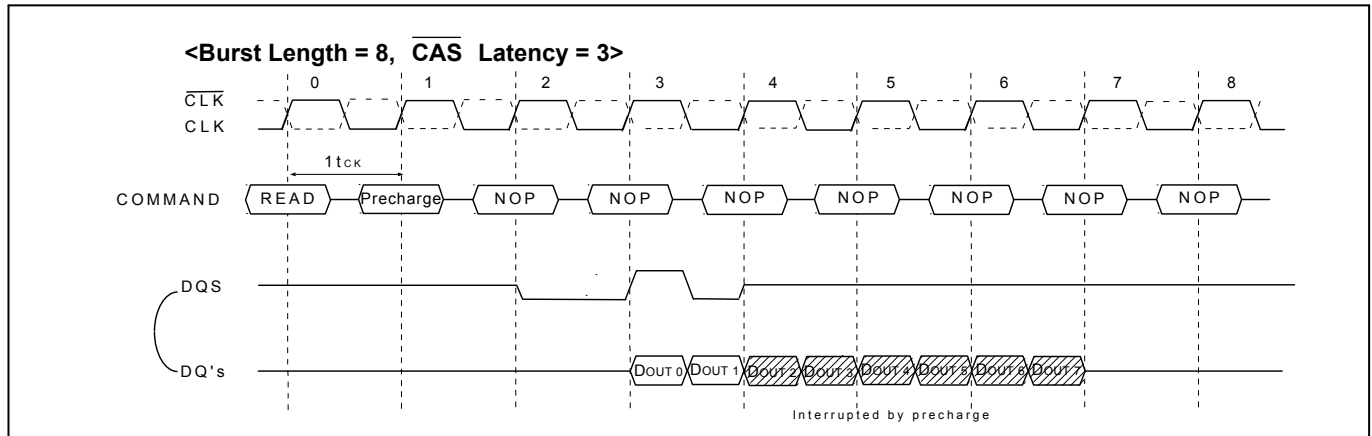 <Burst Length = 8, CAS Latency = 3>
0 1 2 3 4 5 6 7 8
CLK
CLK
1tCK
COMMAND READ Precharge NOP NOP NOP NOP NOP NOP NOP
DQS
DQ's DOUT 0 DOUT 1 DOUT 2 DOUT 3 DOUT 4 DOUT 5 DOUT 6 DOUT 7
Interrupted by precharge